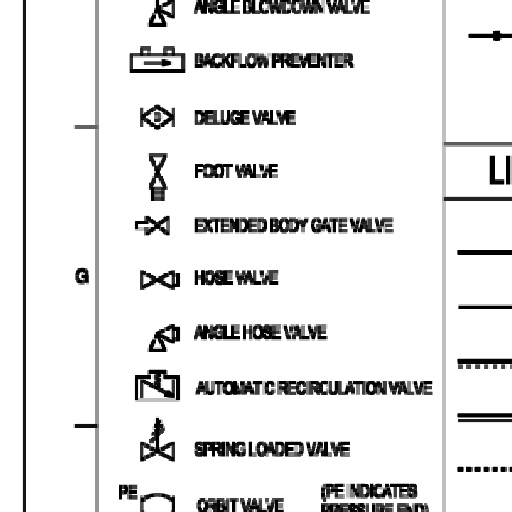 ANGLE BLOWDOWN VALVE
BACKFLOW PREVENTER
DELUGE VALVE
FOOT VALVE
EXTENDED BODY GATE VALVE
G
HOSE VALVE
ANGLE HOSE VALVE
AUTOMATIC RECIRCULATION VALVE
SPRING LOADED VALVE
PE
ORBIT VALVE
(PE INDICATES
PRESSURE END)
LI